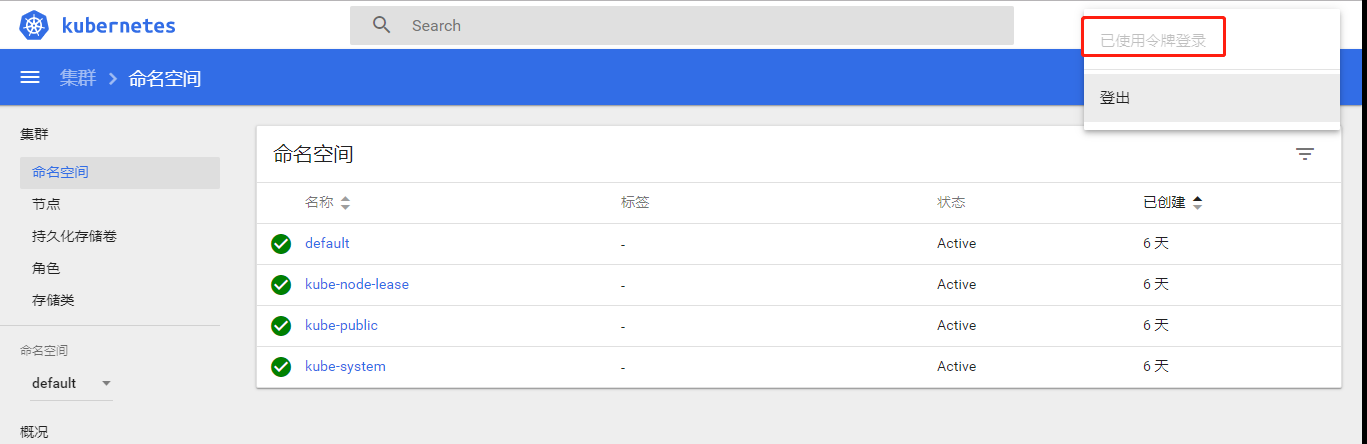 kubernetes
Search
已使用令牌登录
登出
集群 > 命名空间
集群
命名空间
节点
持久化存储卷
角色
存储类
命名空间
default
概况
命名空间
名称 标签 状态 已创建
default - Active 6 天
kube-node-lease - Active 6 天
kube-public - Active 6 天
kube-system - Active 6 天